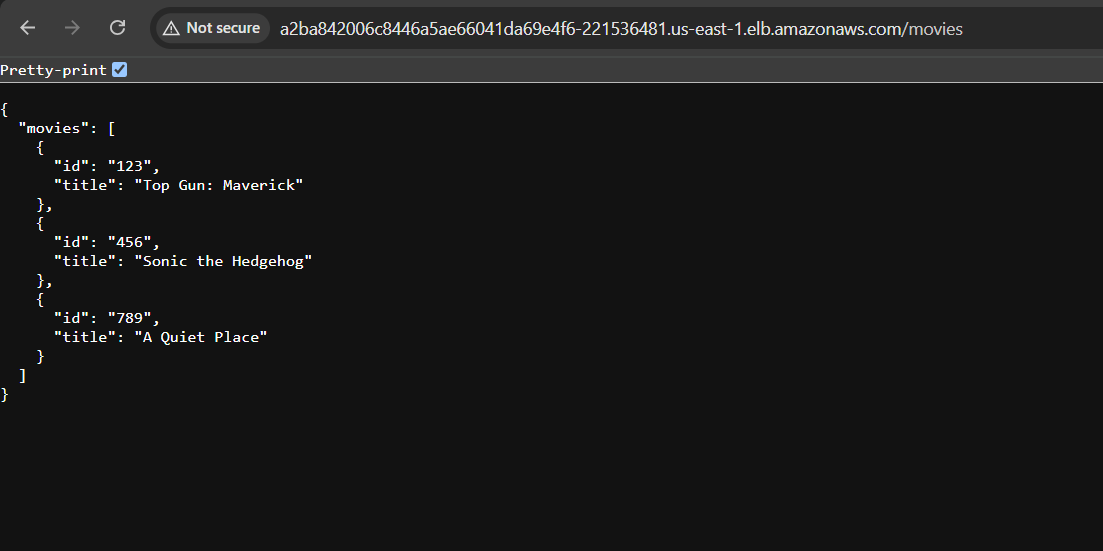 Not secure a2ba842006c8446a5ae66041da69e4f6-221536481.us-east-1.elb.amazonaws.com/movies
Pretty-print
{
  "movies": [
    {
      "id": "123",
      "title": "Top Gun: Maverick"
    },
    {
      "id": "456",
      "title": "Sonic the Hedgehog"
    },
    {
      "id": "789",
      "title": "A Quiet Place"
    }
  ]
}